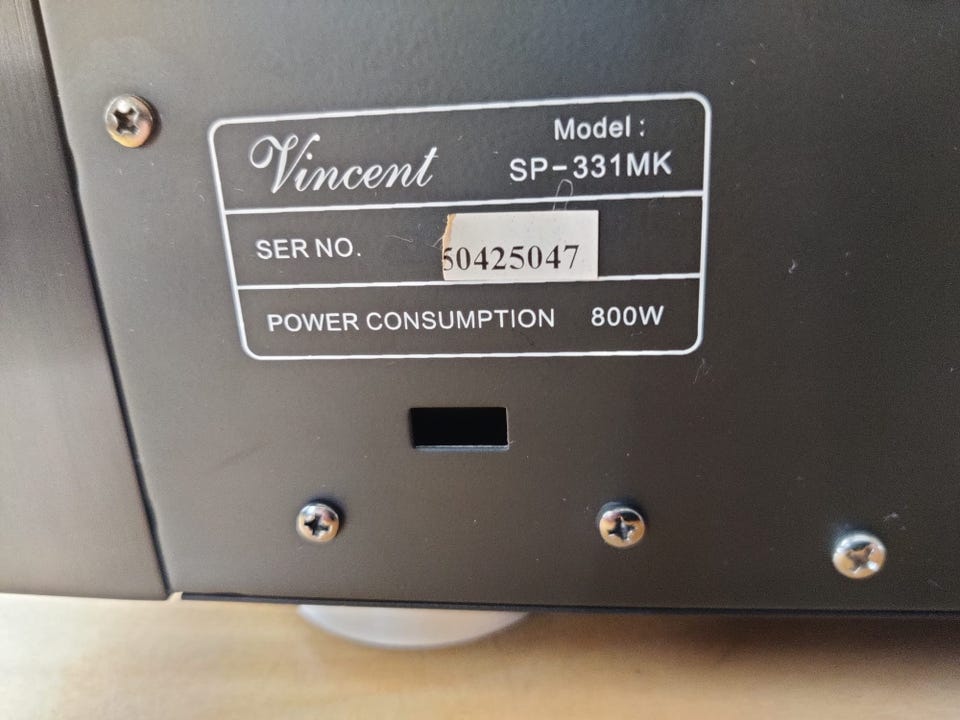 Vincent
Model :
SP-331MK
SER NO. 50425047
POWER CONSUMPTION 800W